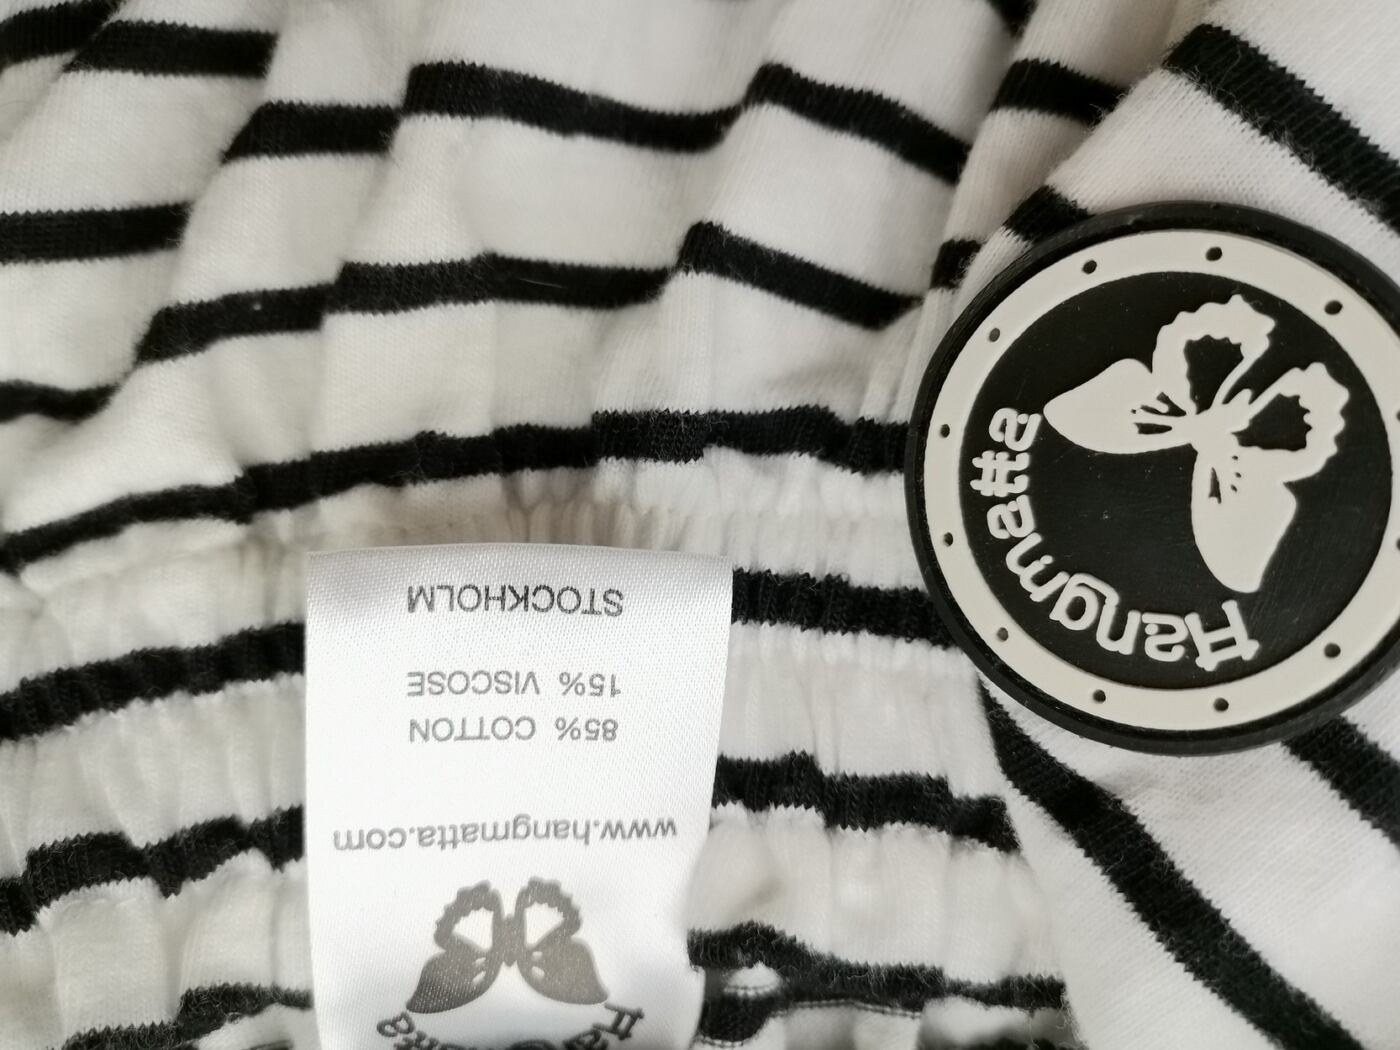 www.hangmatta.com
85% COTTON
15% VISCOSE
STOCKHOLM
Hangmatta